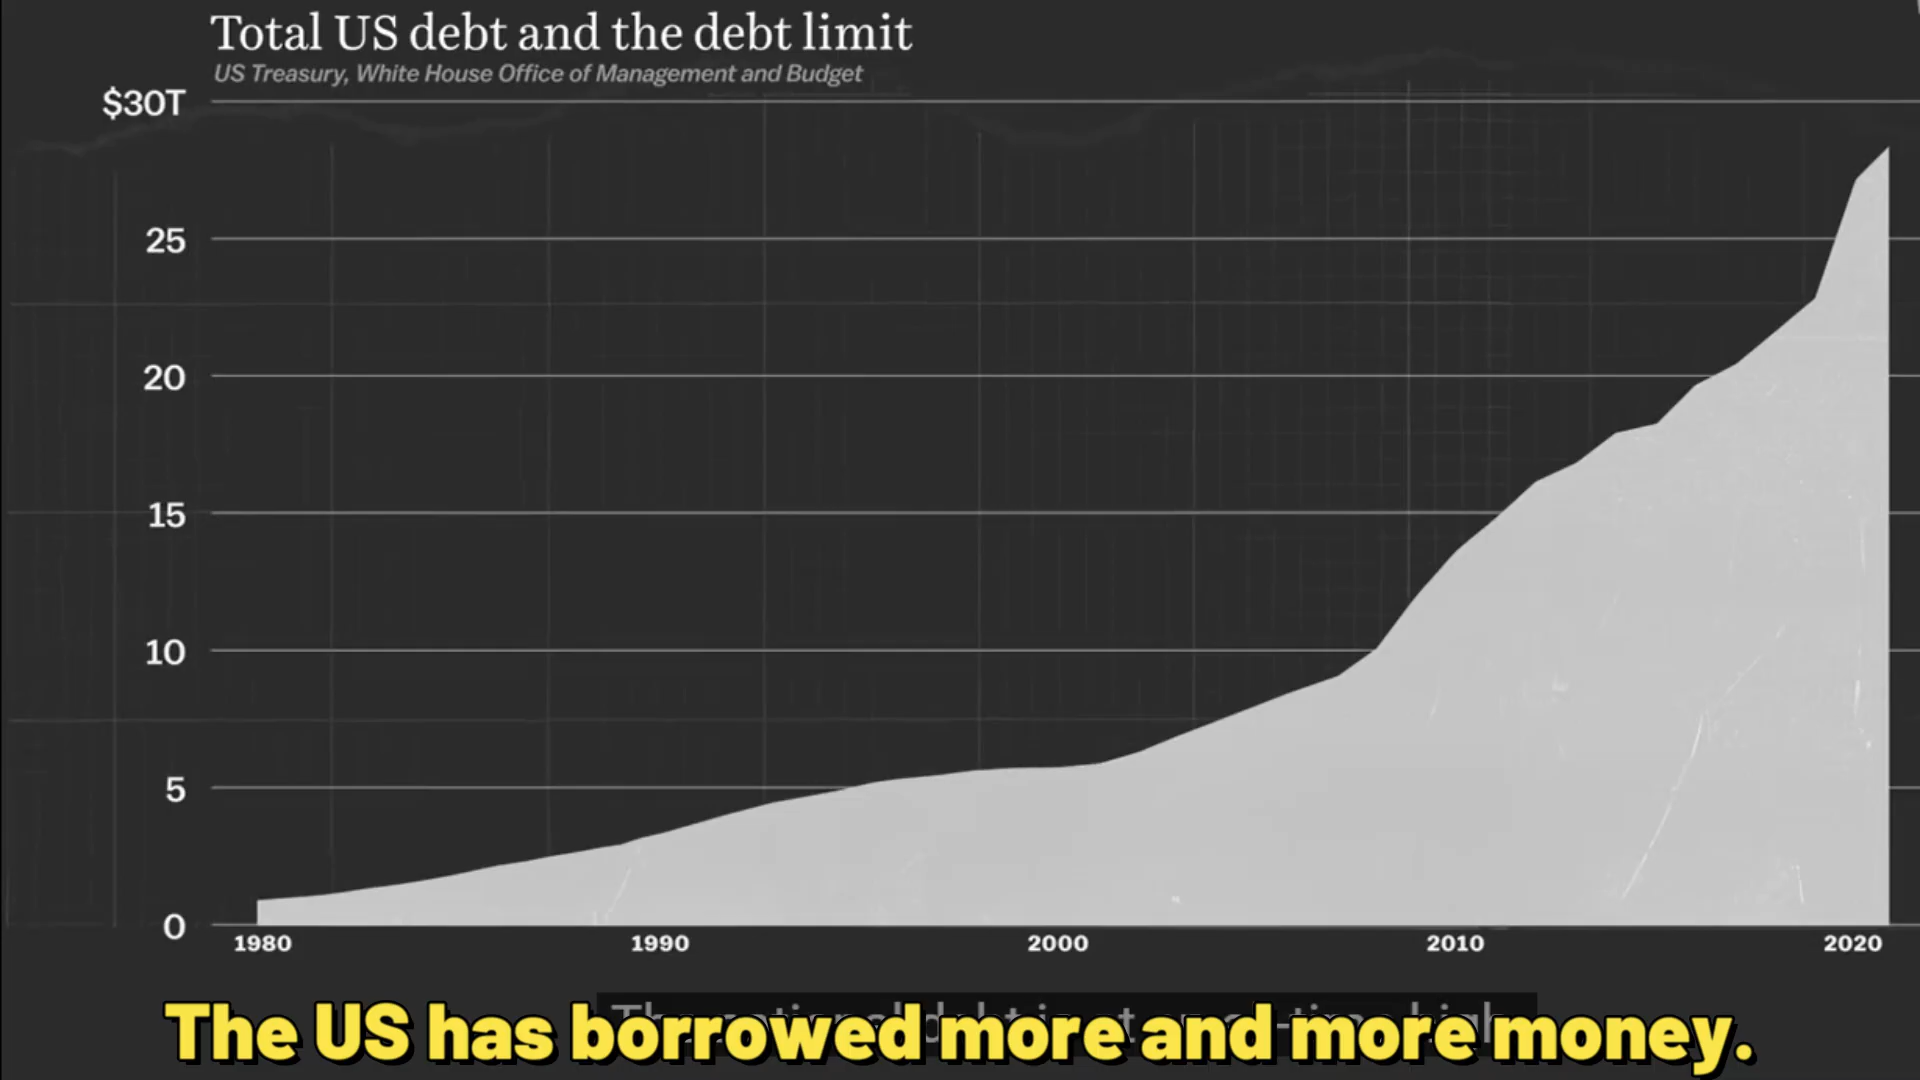 Total US debt and the debt limit
US Treasury, White House Office of Management and Budget
$30T
25
20
15
10
5
0
1980 1990 2000 2010 2020
The US has borrowed more and more money.